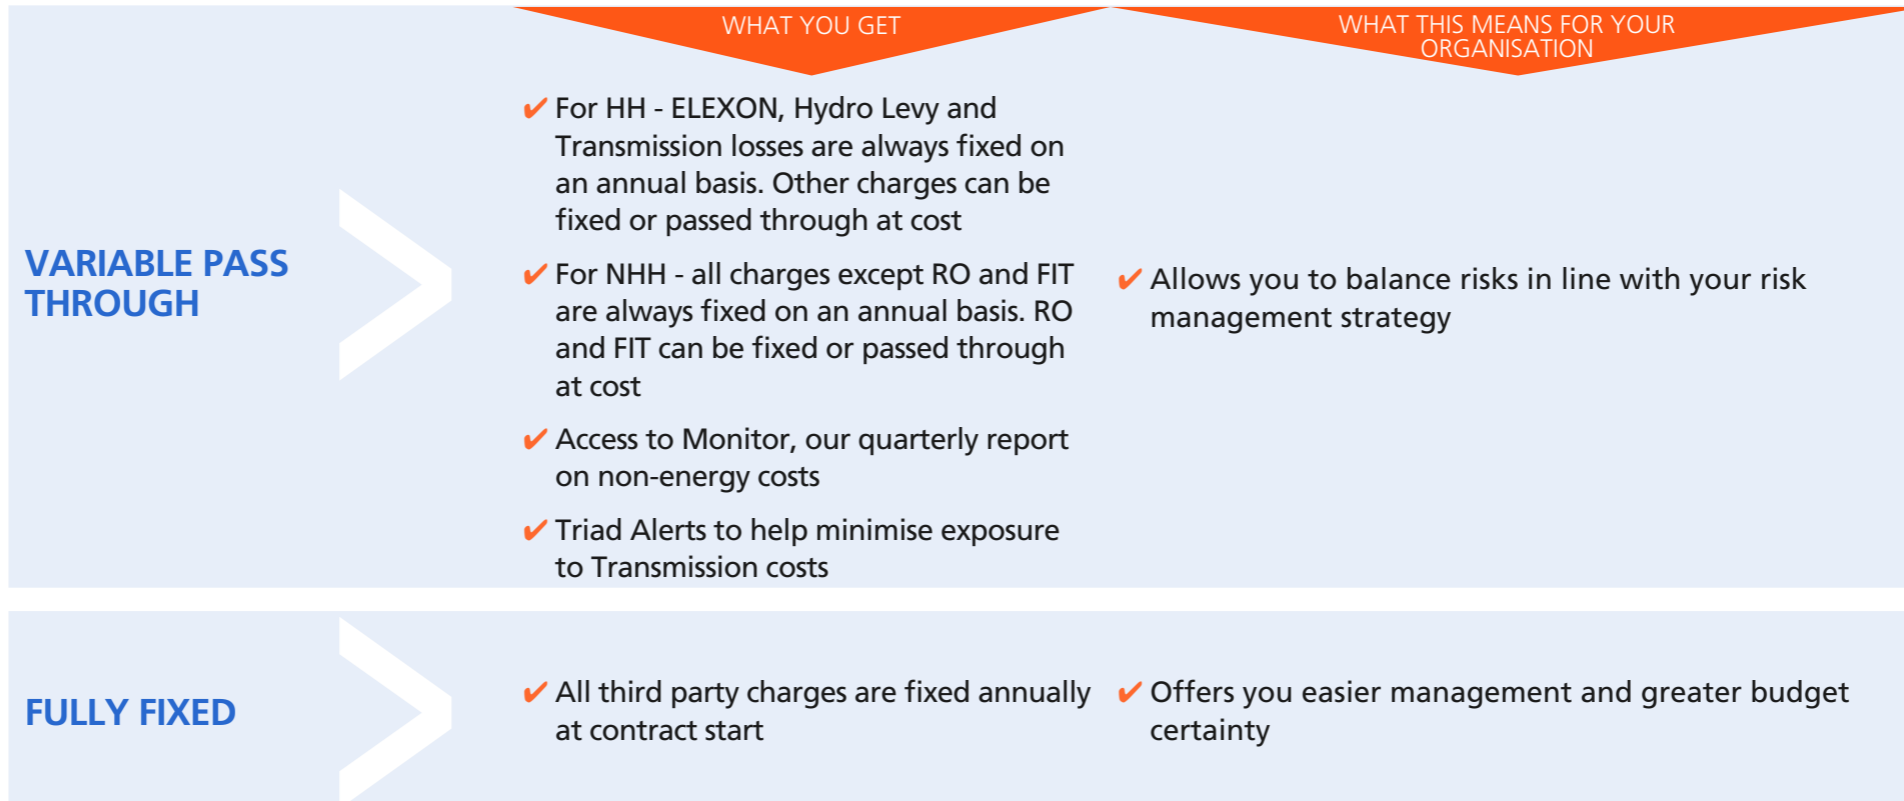 WHAT YOU GET
WHAT THIS MEANS FOR YOUR
ORGANISATION
VARIABLE PASS
THROUGH
✔ For HH - ELEXON, Hydro Levy and
Transmission losses are always fixed on
an annual basis. Other charges can be
fixed or passed through at cost
✔ For NHH - all charges except RO and FIT
are always fixed on an annual basis. RO
and FIT can be fixed or passed through
at cost
✔ Access to Monitor, our quarterly report
on non-energy costs
✔ Triad Alerts to help minimise exposure
to Transmission costs
✔ Allows you to balance risks in line with your risk
management strategy
FULLY FIXED
✔ All third party charges are fixed annually
at contract start
✔ Offers you easier management and greater budget
certainty